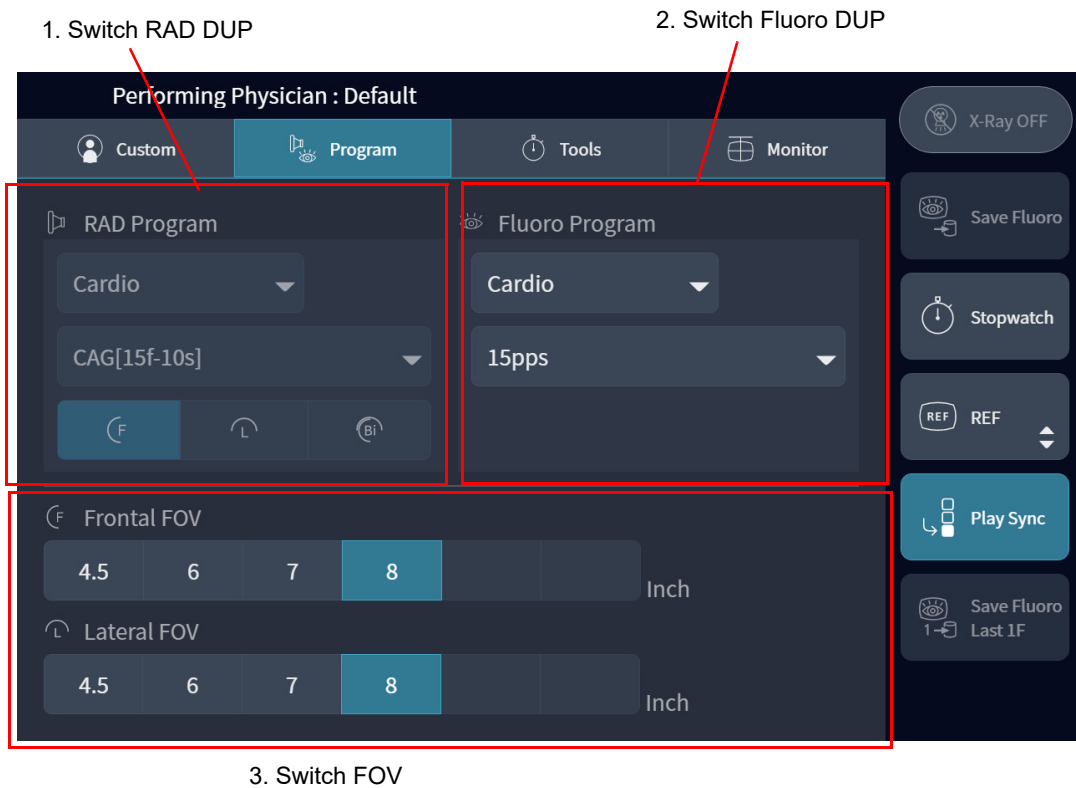 1. Switch RAD DUP
2. Switch Fluoro DUP
Performing Physician : Default
X-Ray OFF
Custom
Program
Tools
Monitor
RAD Program
Cardio
CAG[15f-10s]
F
L
Bi
Fluoro Program
Cardio
15pps
Save Fluoro
Stopwatch
REF
REF
Play Sync
Save Fluoro
1
Last 1F
F
Frontal FOV
4.5 6 7 8
Inch
L
Lateral FOV
4.5 6 7 8
Inch
3. Switch FOV